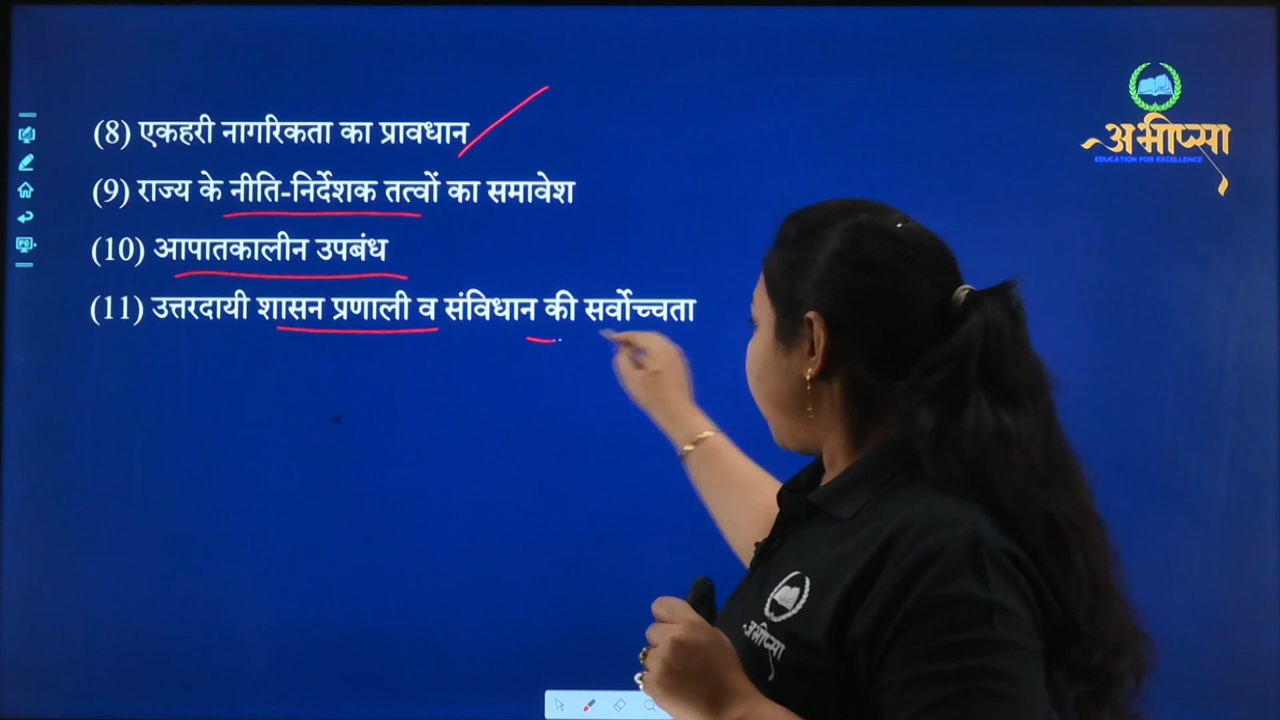 (8) एकहरी नागरिकता का प्रावधान
(9) राज्य के नीति-निर्देशक तत्वों का समावेश
(10) आपातकालीन उपबंध
(11) उत्तरदायी शासन प्रणाली व संविधान की सर्वोच्चता
अभीप्सा
EDUCATION FOR EXCELLENCE
अभीप्सा